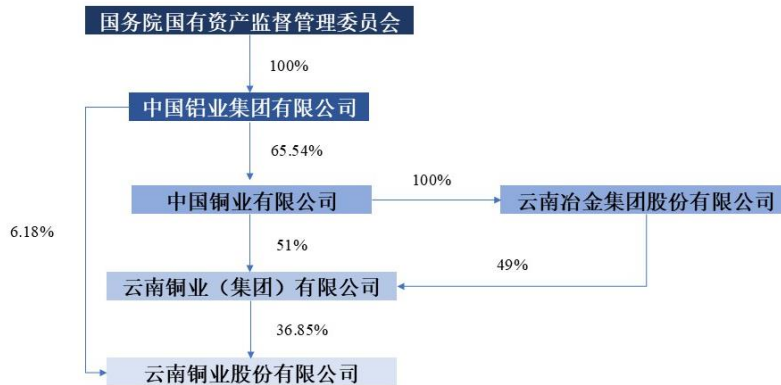 国务院国有资产监督管理委员会
100%
中国铝业集团有限公司
65.54%
100%
中国铜业有限公司
云南冶金集团股份有限公司
6.18%
51%
49%
云南铜业（集团）有限公司
36.85%
云南铜业股份有限公司